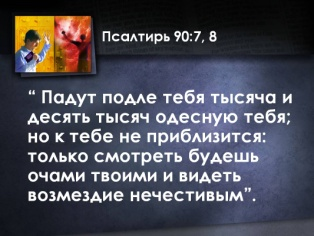 Псалтирь 90:7, 8
“ Падут подле тебя тысяча и
десять тысяч одесную тебя;
но к тебе не приблизится:
только смотреть будешь
очами твоими и видеть
возмездие нечестивым”.